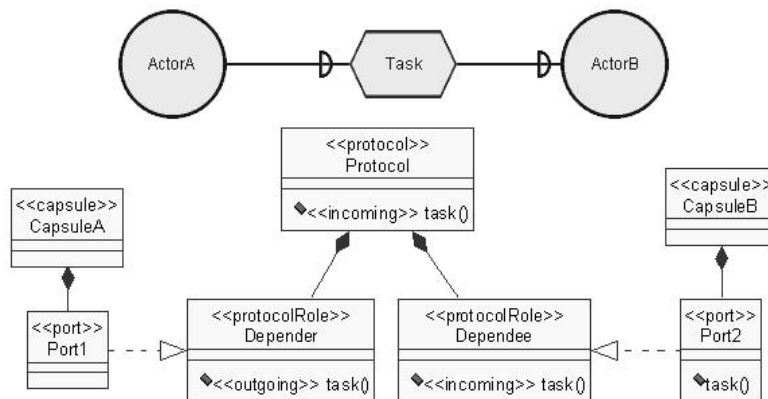 ActorA
Task
ActorB
<<protocol>>
Protocol
<<incoming>> task()
<<capsule>>
CapsuleA
<<capsule>>
CapsuleB
<<port>>
Port1
<<protocolRole>>
Depender
<<outgoing>> task()
<<protocolRole>>
Dependee
<<incoming>> task()
<<port>>
Port2
task()